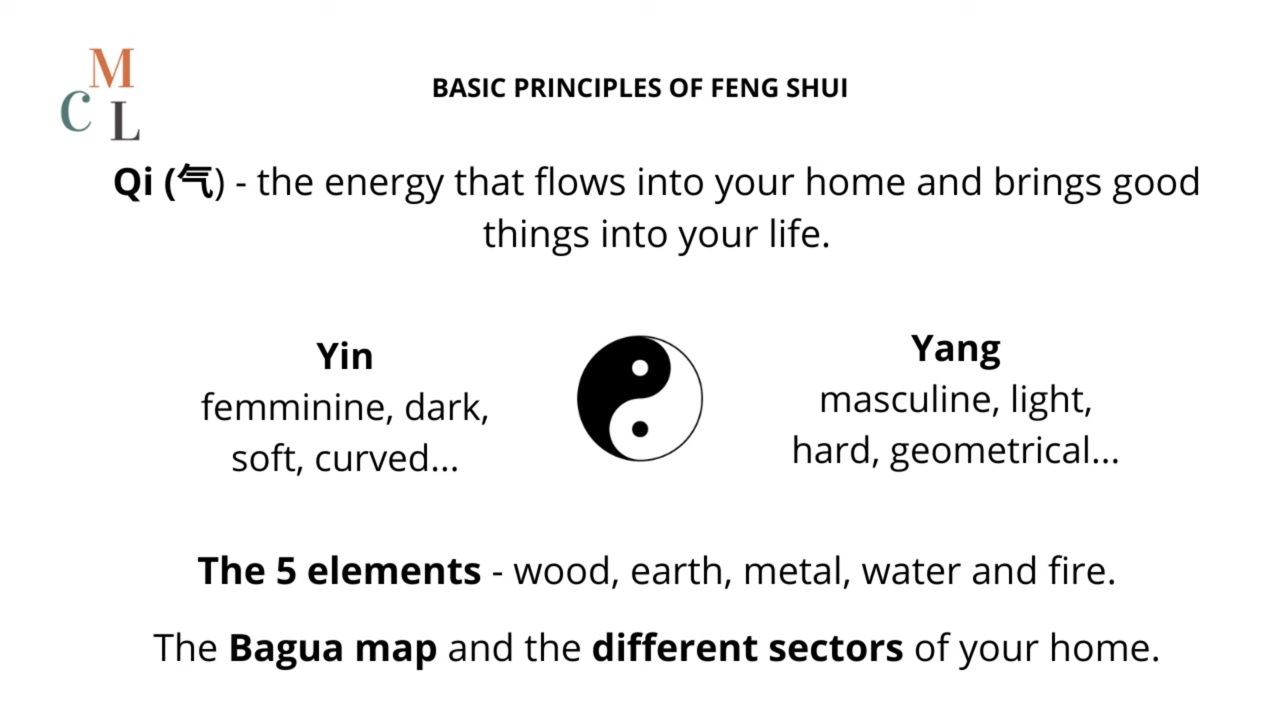 M
C L
BASIC PRINCIPLES OF FENG SHUI
Qi (气) - the energy that flows into your home and brings good
things into your life.
Yin
femminine, dark,
soft, curved...
Yang
masculine, light,
hard, geometrical...
The 5 elements - wood, earth, metal, water and fire.
The Bagua map and the different sectors of your home.